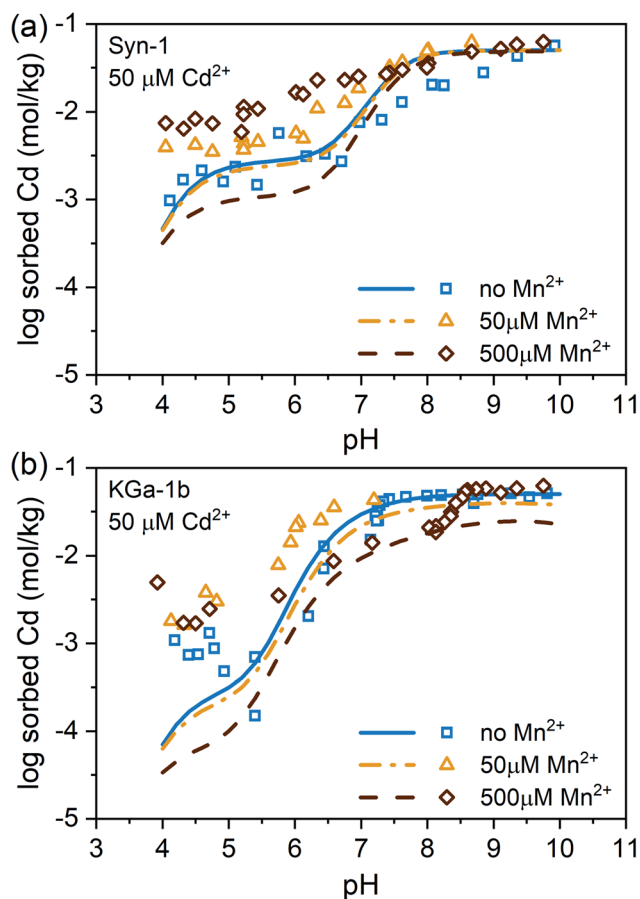 (a)
Syn-1
50 μM Cd²⁺
log sorbed Cd (mol/kg)
-1
-2
-3
-4
-5
no Mn²⁺
50μM Mn²⁺
500μM Mn²⁺
3 4 5 6 7 8 9 10 11
pH
(b)
KGa-1b
50 μM Cd²⁺
log sorbed Cd (mol/kg)
-1
-2
-3
-4
-5
no Mn²⁺
50μM Mn²⁺
500μM Mn²⁺
3 4 5 6 7 8 9 10 11
pH